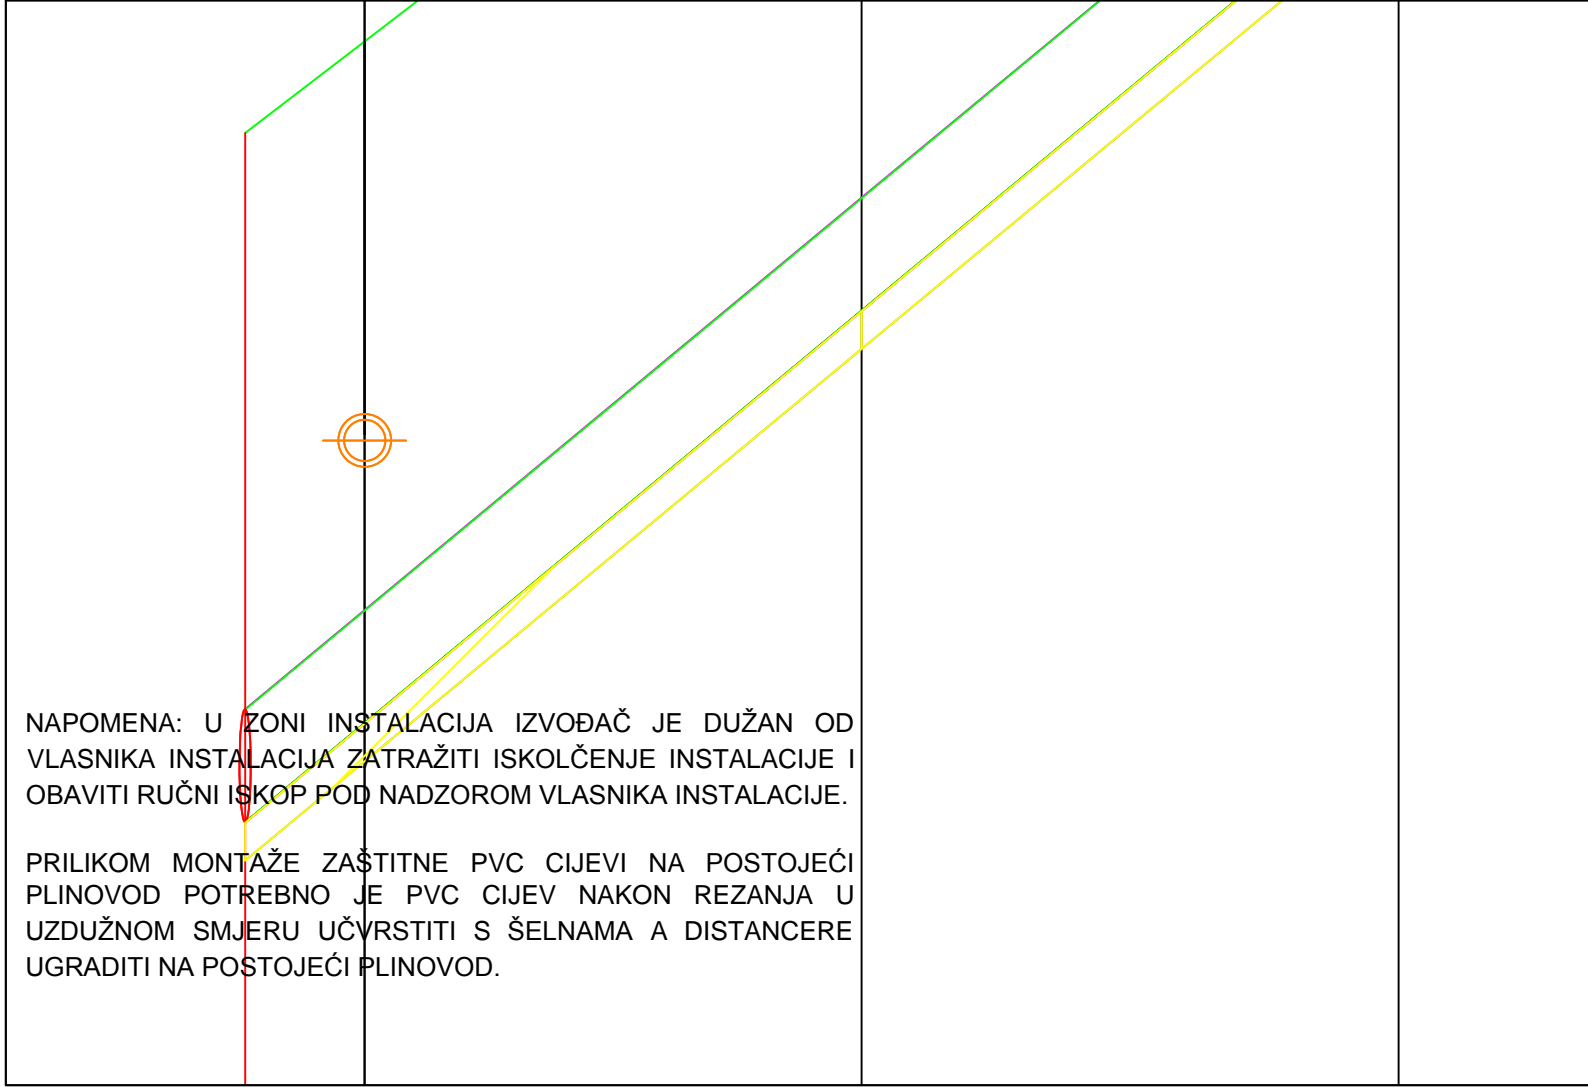 NAPOMENA: U ZONI INSTALACIJA IZVOĐAČ JE DUŽAN OD
VLASNIKA INSTALACIJA ZATRAŽITI ISKOLČENJE INSTALACIJE I
OBAVITI RUČNI ISKOP POD NADZOROM VLASNIKA INSTALACIJE.
PRILIKOM MONTAŽE ZAŠTITNE PVC CIJEVI NA POSTOJEĆI
PLINOVOD POTREBNO JE PVC CIJEV NAKON REZANJA U
UZDUŽNOM SMJERU UČVRSTITI S ŠELNAMA A DISTANCERE
UGRADITI NA POSTOJEĆI PLINOVOD.